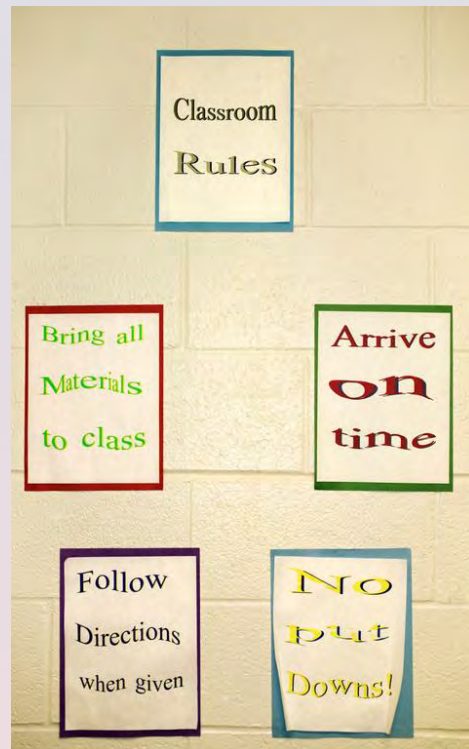 Classroom
Rules
Bring all
Materials
to class
Arrive
on
time
Follow
Directions
when given
No
put
Downs!